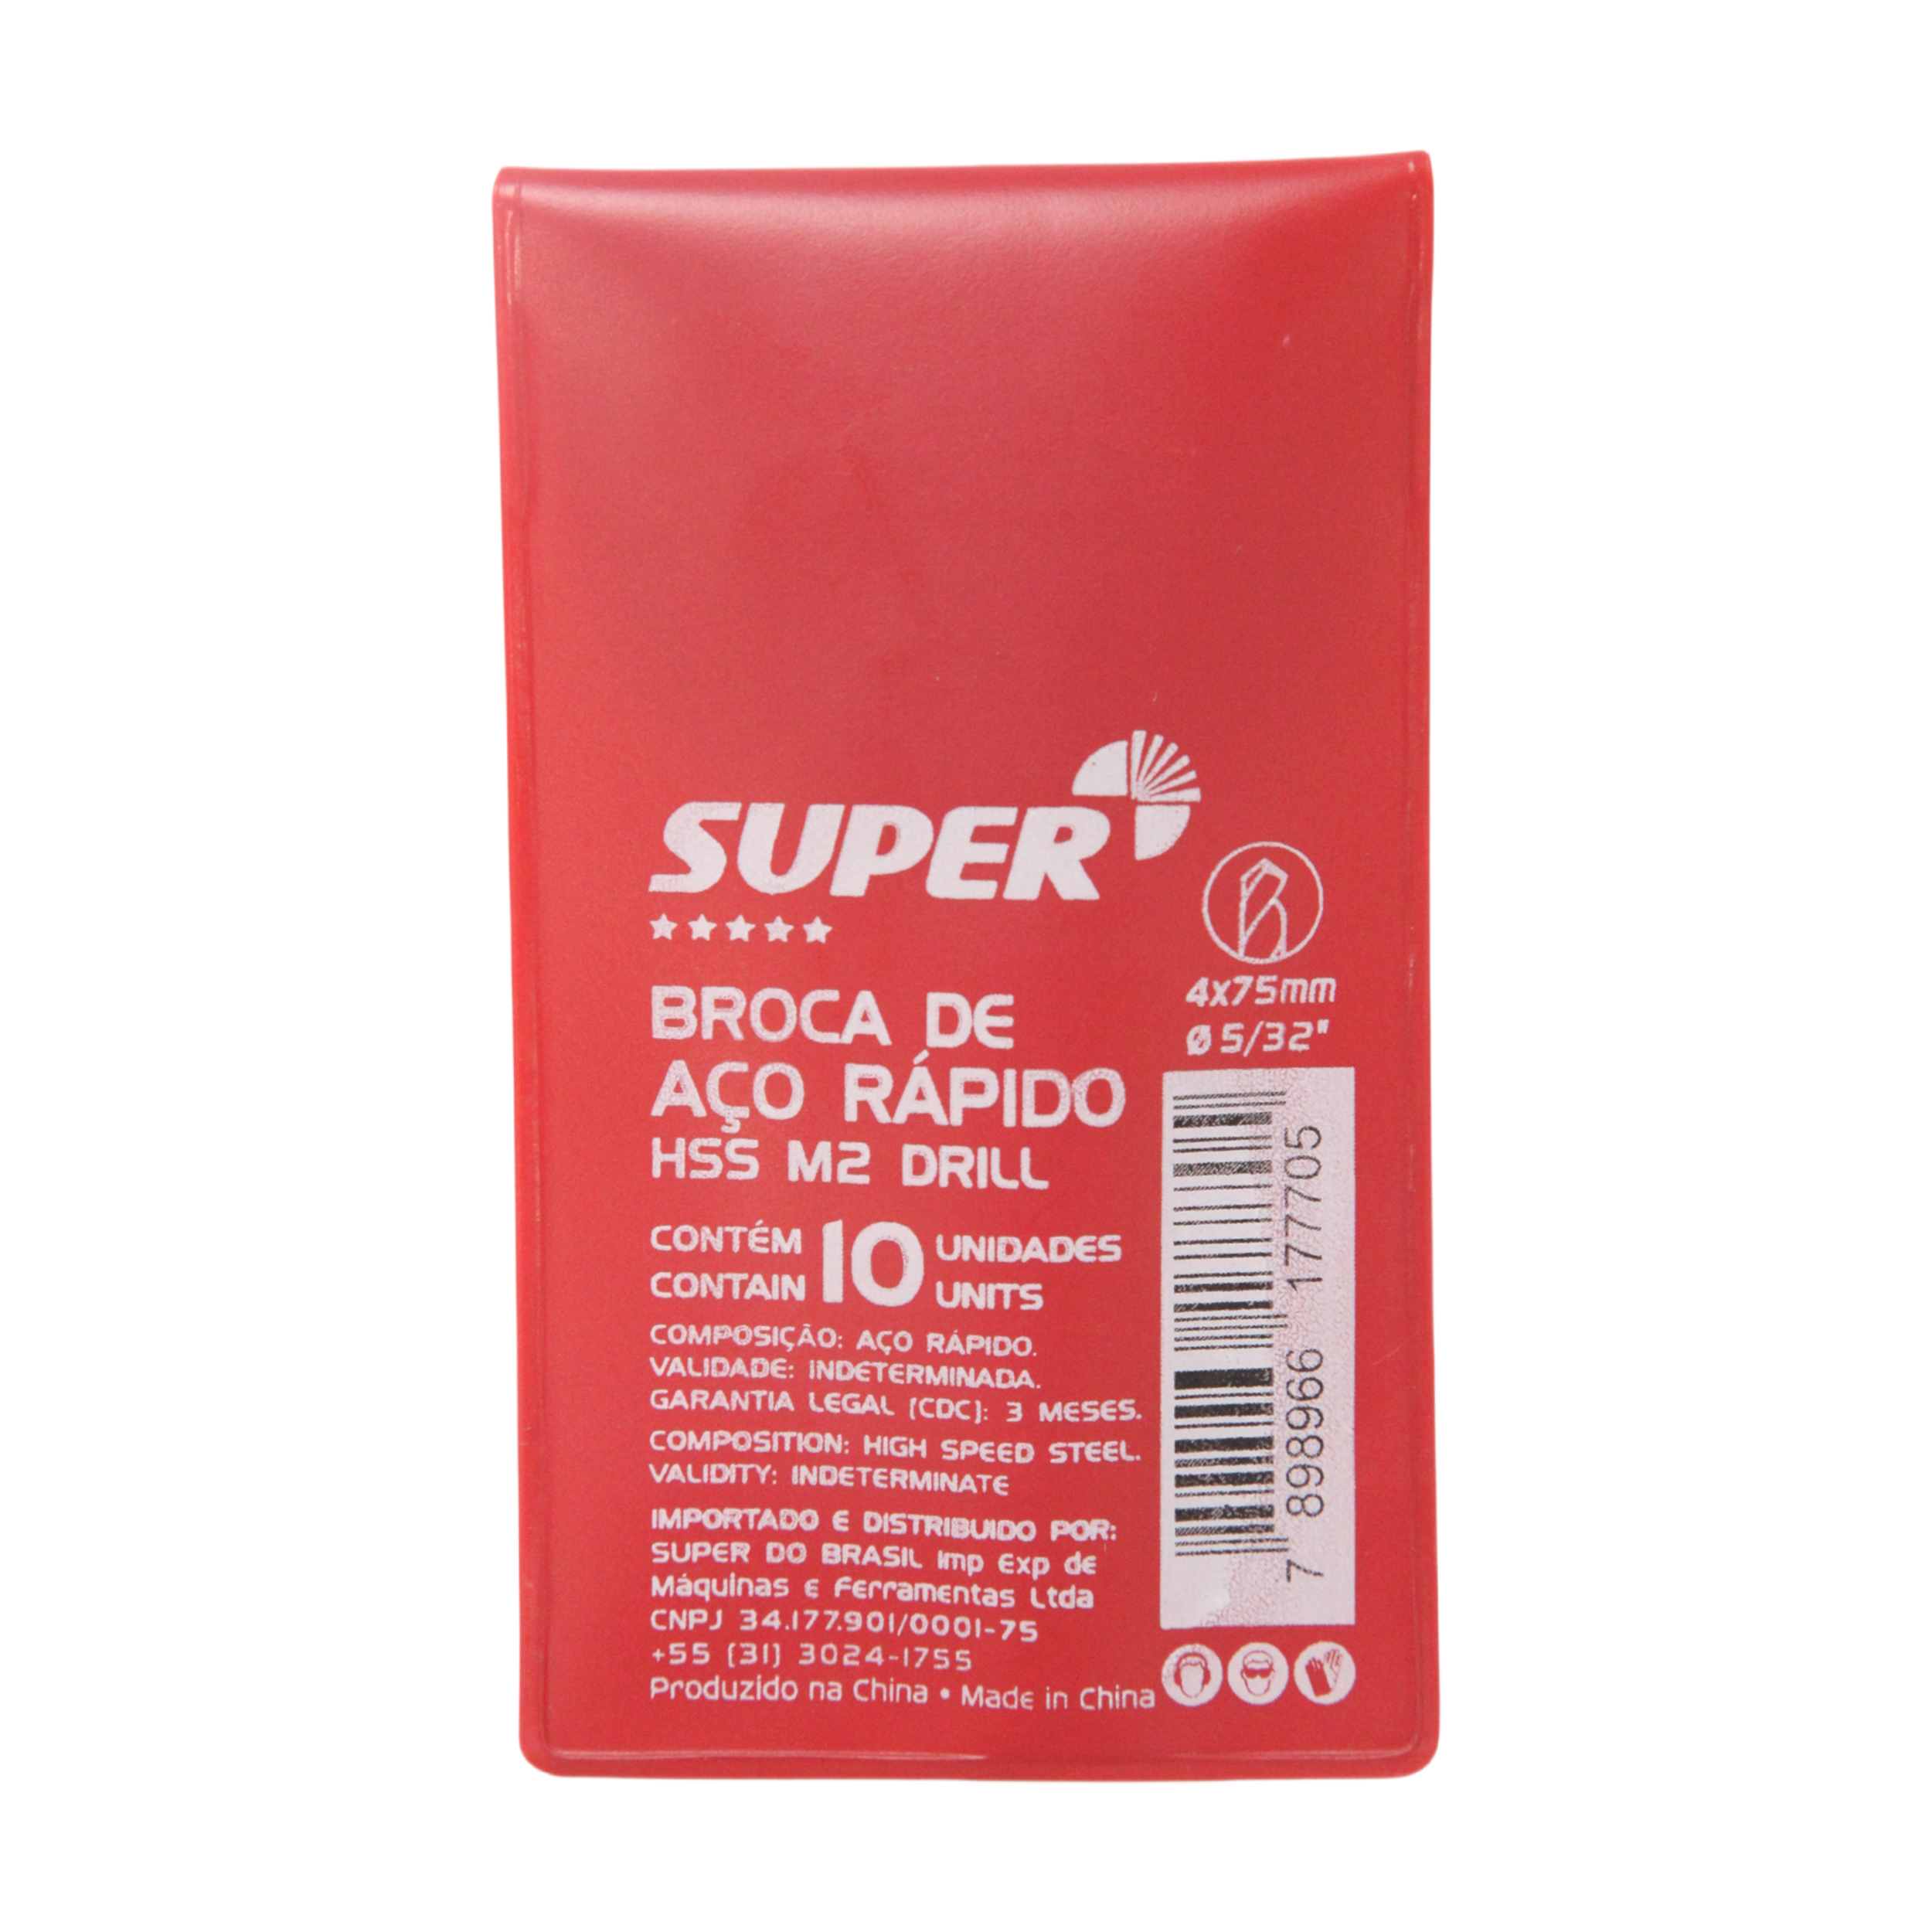 SUPER
4x75mm
Ø 5/32"
BROCA DE
AÇO RÁPIDO
HSS M2 DRILL
CONTÉM 10 UNIDADES
CONTAIN UNITS
COMPOSIÇÃO: AÇO RÁPIDO.
VALIDADE: INDETERMINADA.
GARANTIA LEGAL (CDC): 3 MESES.
COMPOSITION: HIGH SPEED STEEL.
VALIDITY: INDETERMINATE
IMPORTADO E DISTRIBUIDO POR:
SUPER DO BRASIL Imp Exp de
Máquinas e Ferramentas Ltda
CNPJ 34.177.901/0001-75
+55 (31) 3024-1755
Produzido na China • Made in China
7 898966 177705